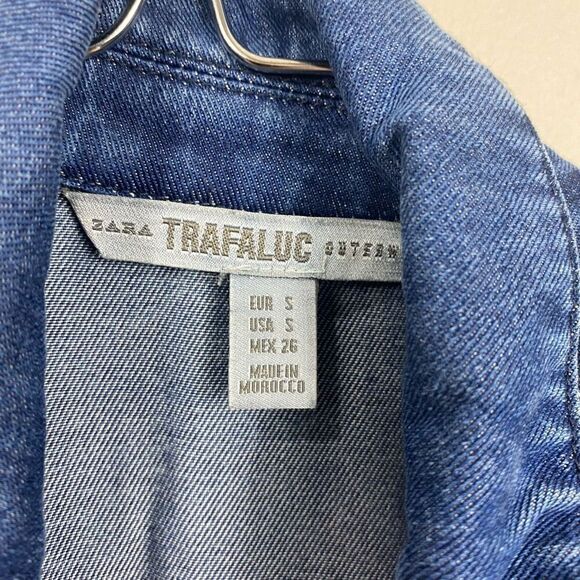 ZARA TRAFALUC OUTERW
EUR S
USA S
MEX 26
MADE IN
MOROCCO